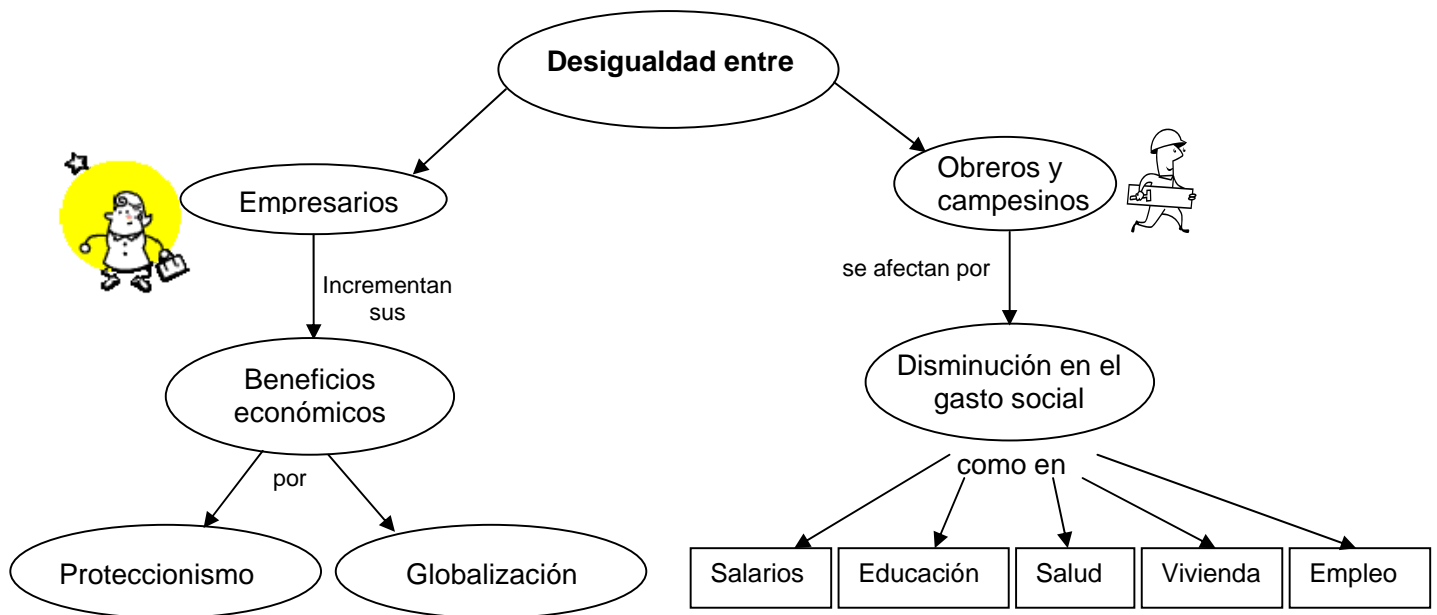 Desigualdad entre
Empresarios
Obreros y
campesinos
Incrementan
sus
se afectan por
Beneficios
económicos
Disminución en el
gasto social
por
como en
Proteccionismo
Globalización
Salarios
Educación
Salud
Vivienda
Empleo